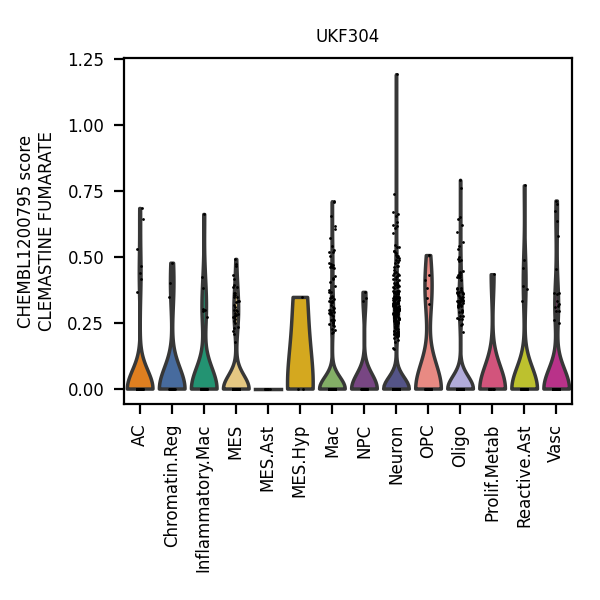 UKF304
CHEMBL1200795 score
CLEMASTINE FUMARATE
1.25
1.00
0.75
0.50
0.25
0.00
AC
Chromatin.Reg
Inflammatory.Mac
MES
MES.Ast
MES.Hyp
Mac
NPC
Neuron
OPC
Oligo
Prolif.Metab
Reactive.Ast
Vasc